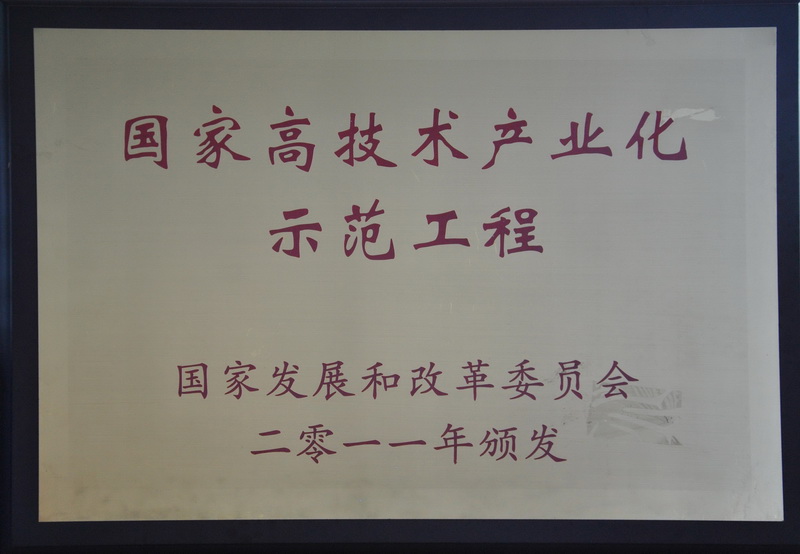 国家高技术产业化
示范工程
国家发展和改革委员会
二零一一年颁发